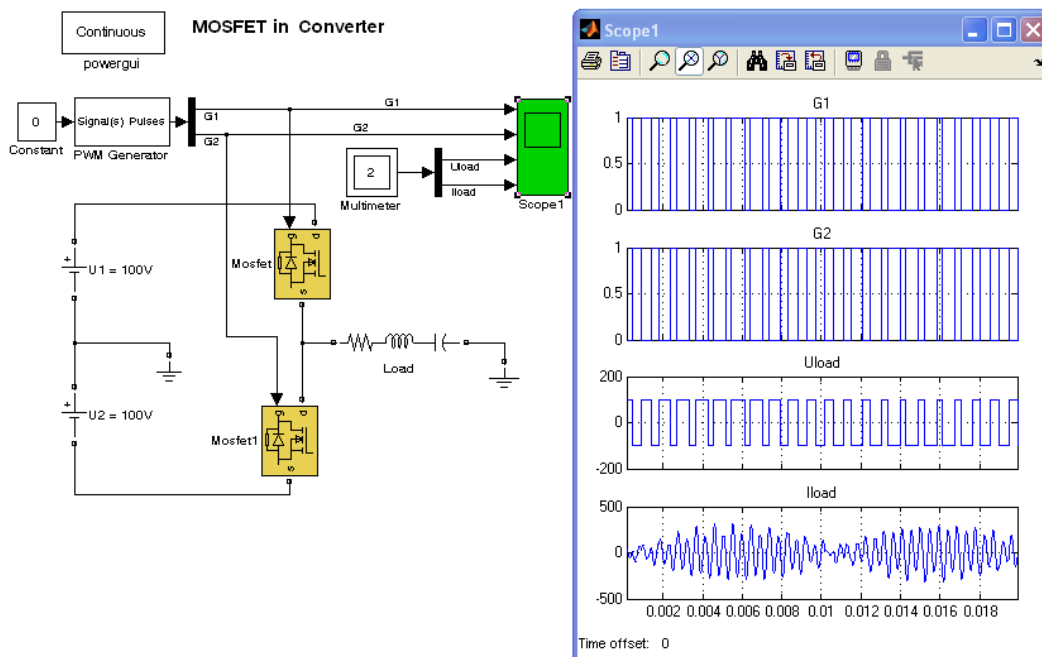 MOSFET in Converter
Continuous
powergui
0
Constant
Signal(s) Pulses
PWM Generator
G1
G2
G1
G2
2
Multimeter
Uload
Iload
Scope1
g
d
Mosfet
s
+
U1 = 100V
Load
+
U2 = 100V
g
d
Mosfet1
s
Scope1
G1
1
0.5
0
G2
1
0.5
0
Uload
200
0
-200
Iload
500
0
-500
0.002 0.004 0.006 0.008 0.01 0.012 0.014 0.016 0.018
Time offset: 0